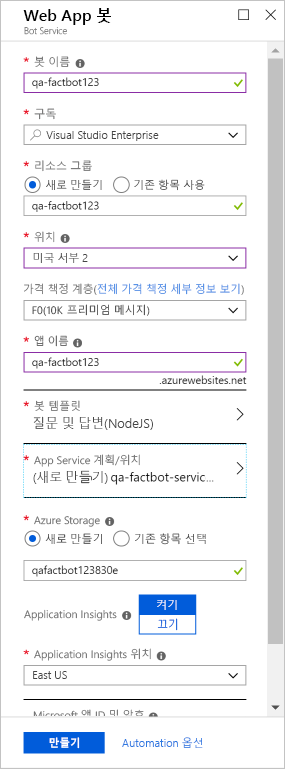 Web App 봇
Bot Service
* 봇 이름
qa-factbot123
* 구독
Visual Studio Enterprise
* 리소스 그룹
새로 만들기 기존 항목 사용
qa-factbot123
* 위치
미국 서부 2
가격 책정 계층(전체 가격 책정 세부 정보 보기)
F0(10K 프리미엄 메시지)
* 앱 이름
qa-factbot123
.azurewebsites.net
* 봇 템플릿
질문 및 답변(NodeJS)
* App Service 계획/위치
(새로 만들기) qa-factbot-servic...
* Azure Storage
새로 만들기 기존 항목 선택
qafactbot123830e
Application Insights 켜기
끄기
* Application Insights 위치
East US
Microsoft 앱 ID 및 암호
만들기 Automation 옵션